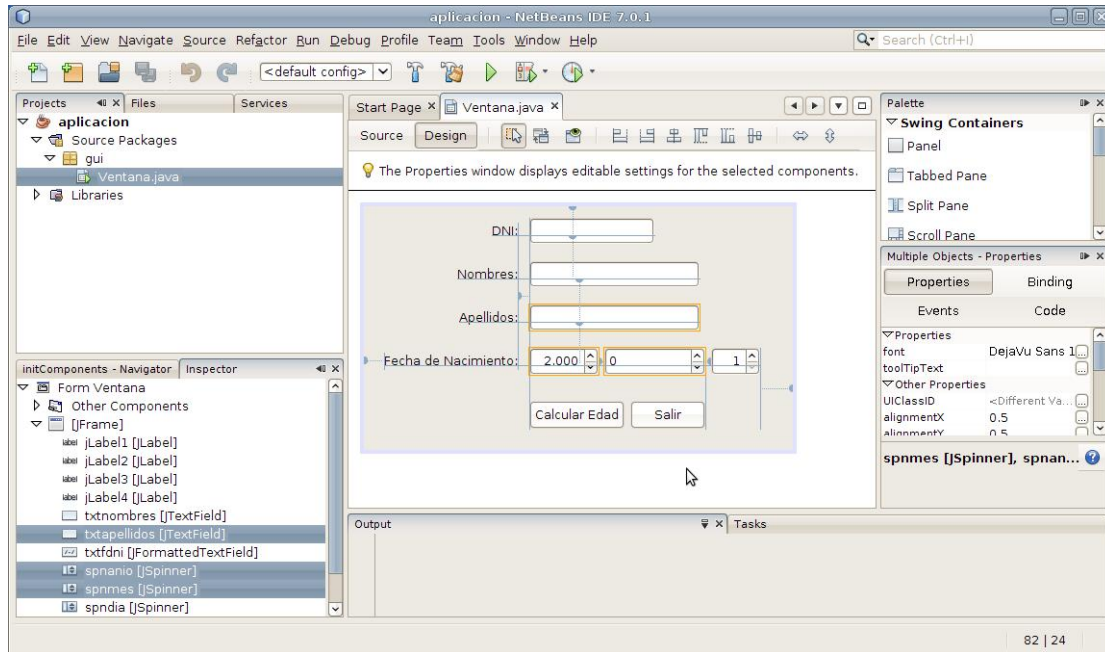 aplicacion - NetBeans IDE 7.0.1
File Edit View Navigate Source Refactor Run Debug Profile Team Tools Window Help
Search (Ctrl+I)
<default config>
Projects Files Services
aplicacion
Source Packages
gui
Ventana.java
Libraries
Start Page Ventana.java
Source Design
The Properties window displays editable settings for the selected components.
DNI:
Nombres:
Apellidos:
Fecha de Nacimiento: 2.000 0 1
Calcular Edad Salir
Palette
Swing Containers
Panel
Tabbed Pane
Split Pane
Scroll Pane
Multiple Objects - Properties
Properties Binding
Events Code
Properties
font DejaVu Sans 1...
toolTipText ...
Other Properties
UIClassID <Different Va... ...
alignmentX 0.5 ...
alignmentY 0.5
spnmes [JSpinner], spnan...
initComponents - Navigator Inspector
Form Ventana
Other Components
[JFrame]
label jLabel1 [JLabel]
label jLabel2 [JLabel]
label jLabel3 [JLabel]
label jLabel4 [JLabel]
txtnombres [JTextField]
txtapellidos [JTextField]
txtfdni [JFormattedTextField]
spnanio [JSpinner]
spnmes [JSpinner]
spndia [JSpinner]
Output Tasks
82 | 24